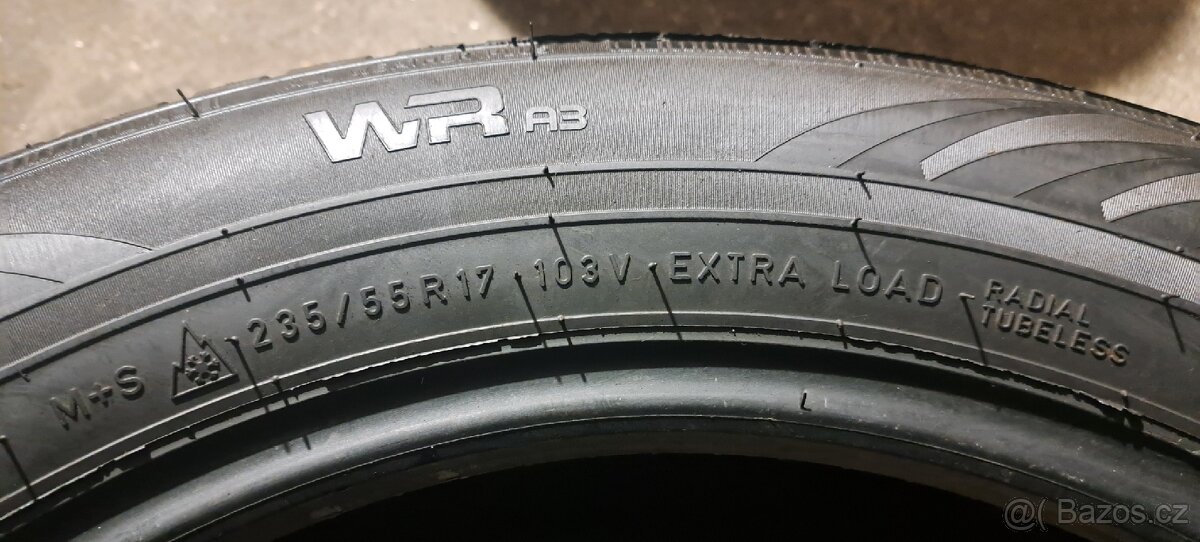 WR A3
M+S 235/55R17 103V EXTRA LOAD RADIAL
TUBELESS
L
@( Bazos.cz